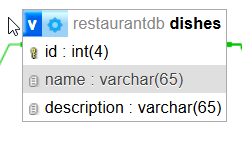 v restaurantdb dishes
id : int(4)
name : varchar(65)
description : varchar(65)